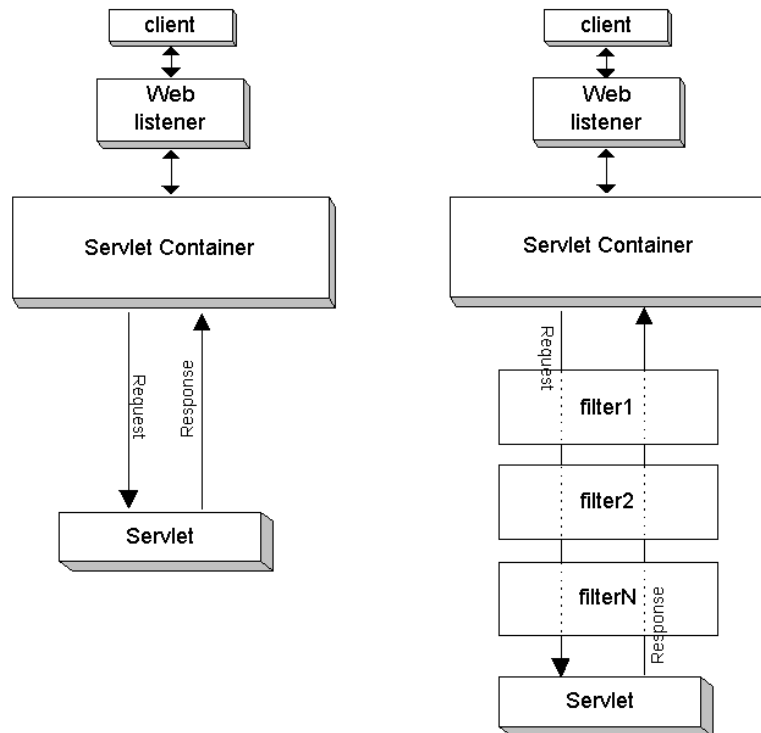 client
Web
listener
Servlet Container
Request
Response
Servlet
client
Web
listener
Servlet Container
Request
filter1
filter2
filterN
Response
Servlet